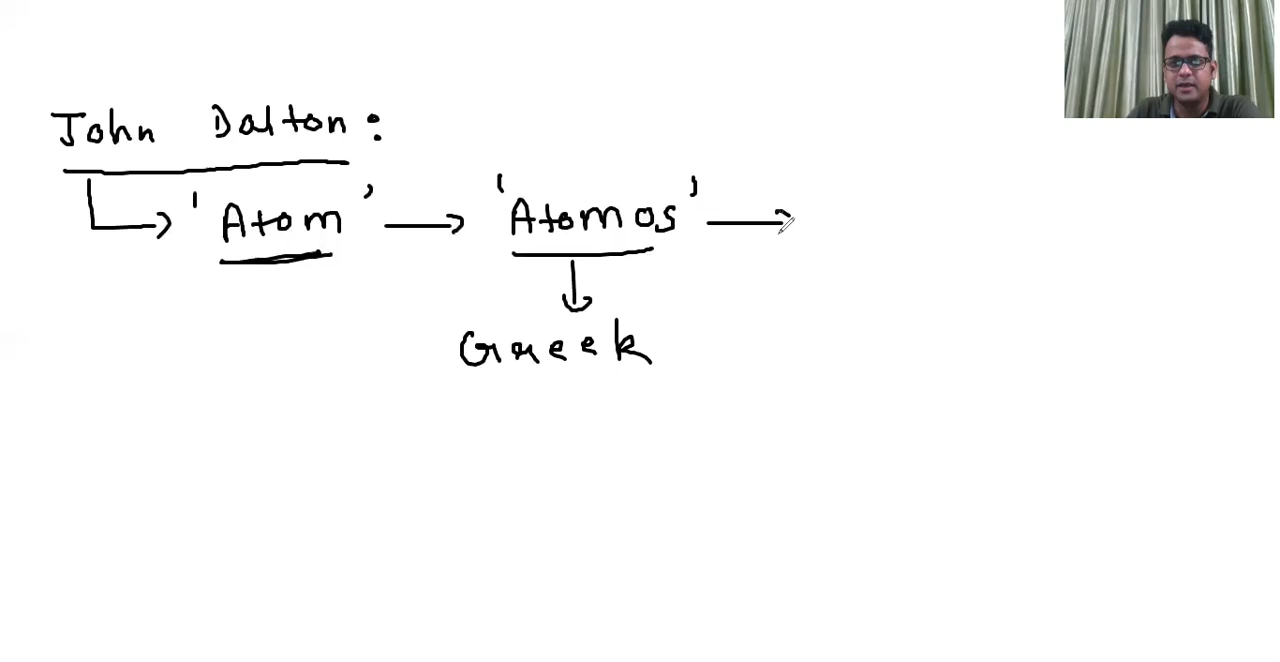 John Dalton:
'Atom' → 'Atomos' →
Greek